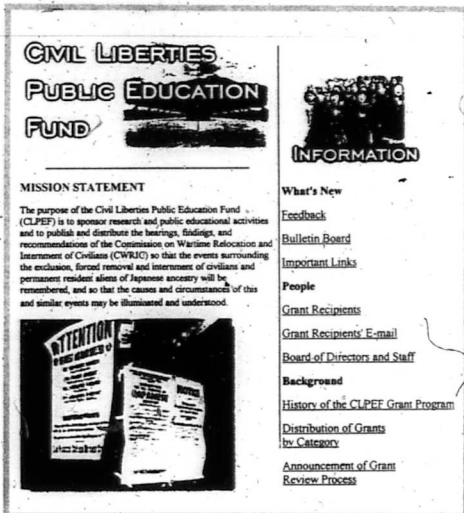 CIVIL LIBERTIES
PUBLIC EDUCATION
FUND
MISSION STATEMENT
The purpose of the Civil Liberties Public Education Fund
(CLPEF) is to sponsor research and public educational activities
and to publish and distribute the hearings, findings, and
recommendations of the Commission on Wartime Relocation and
Internment of Civilians (CWRIC) so that the events surrounding
the exclusion, forced removal and internment of civilians and
permanent resident aliens of Japanese ancestry will be
remembered, and so that the causes and circumstances of this
and similar events may be illuminated and understood.
ATTENTION
JAPANESE
INFORMATION
What's New
Feedback
Bulletin Board
Important Links
People
Grant Recipients
Grant Recipients' E-mail
Board of Directors and Staff
Background
History of the CLPEF Grant Program
Distribution of Grants
by Category
Announcement of Grant
Review Process